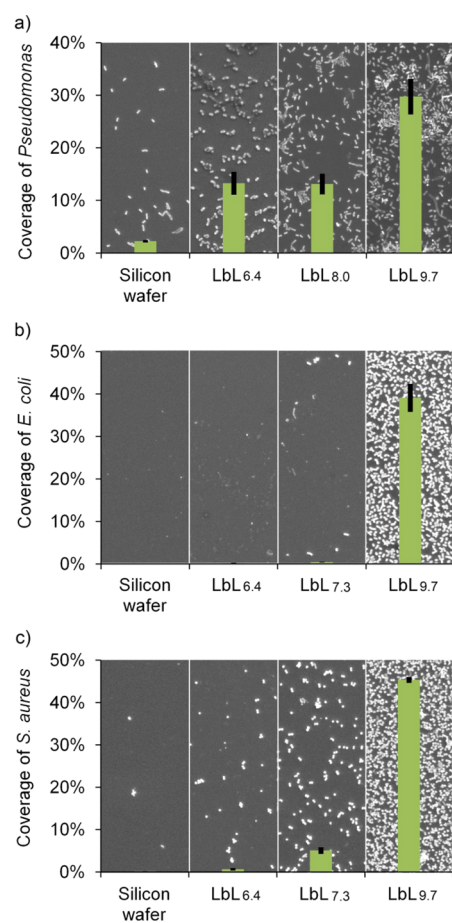 a)
Coverage of Pseudomonas
40%
30%
20%
10%
0%
Silicon
wafer
LbL6.4
LbL8.0
LbL9.7
b)
Coverage of E. coli
50%
40%
30%
20%
10%
0%
Silicon
wafer
LbL6.4
LbL7.3
LbL9.7
c)
Coverage of S. aureus
50%
40%
30%
20%
10%
0%
Silicon
wafer
LbL6.4
LbL7.3
LbL9.7